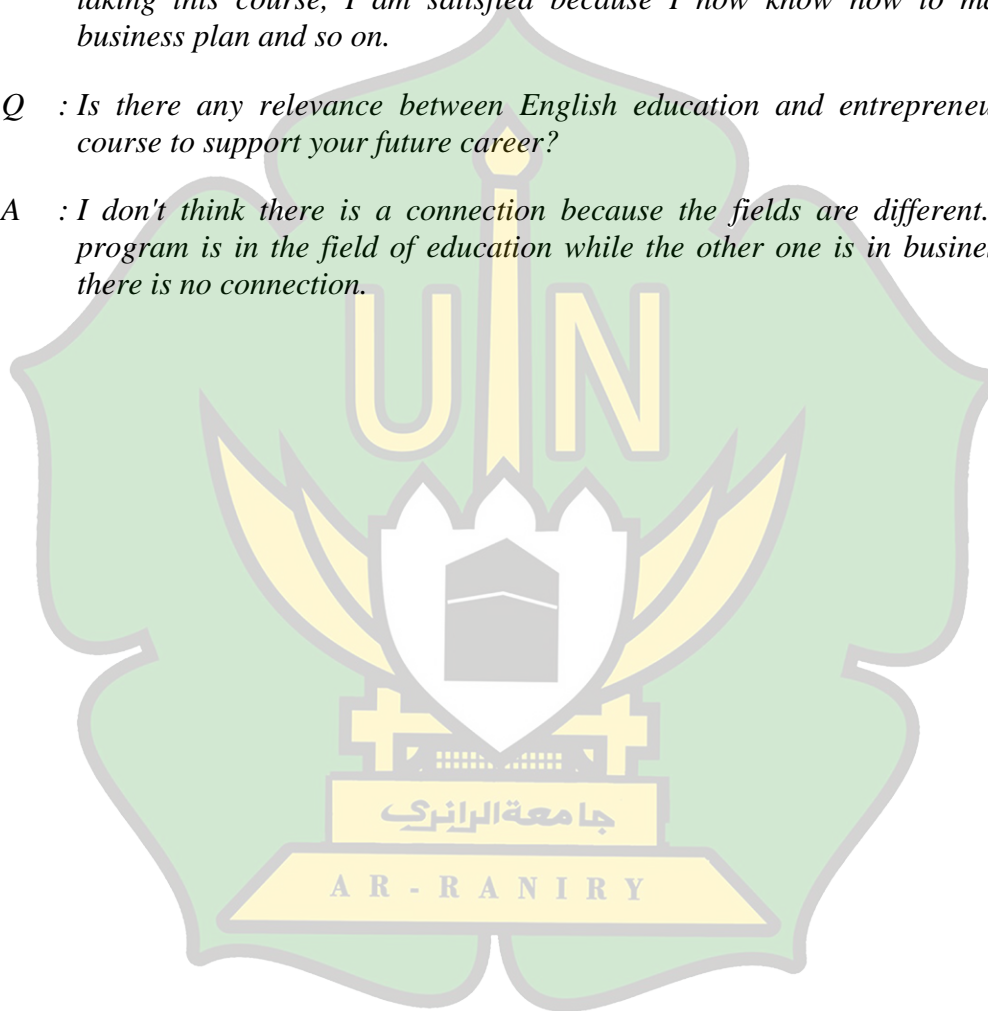 taking this course, I am satisfied because I now know how to
business plan and so on.
Q : Is there any relevance between English education and
course to support your future career?
A : I don't think there is a connection because the fields are different.
program is in the field of education while the other one is in
there is no connection.
UIN
جامعة الرانري
AR-RANIRY